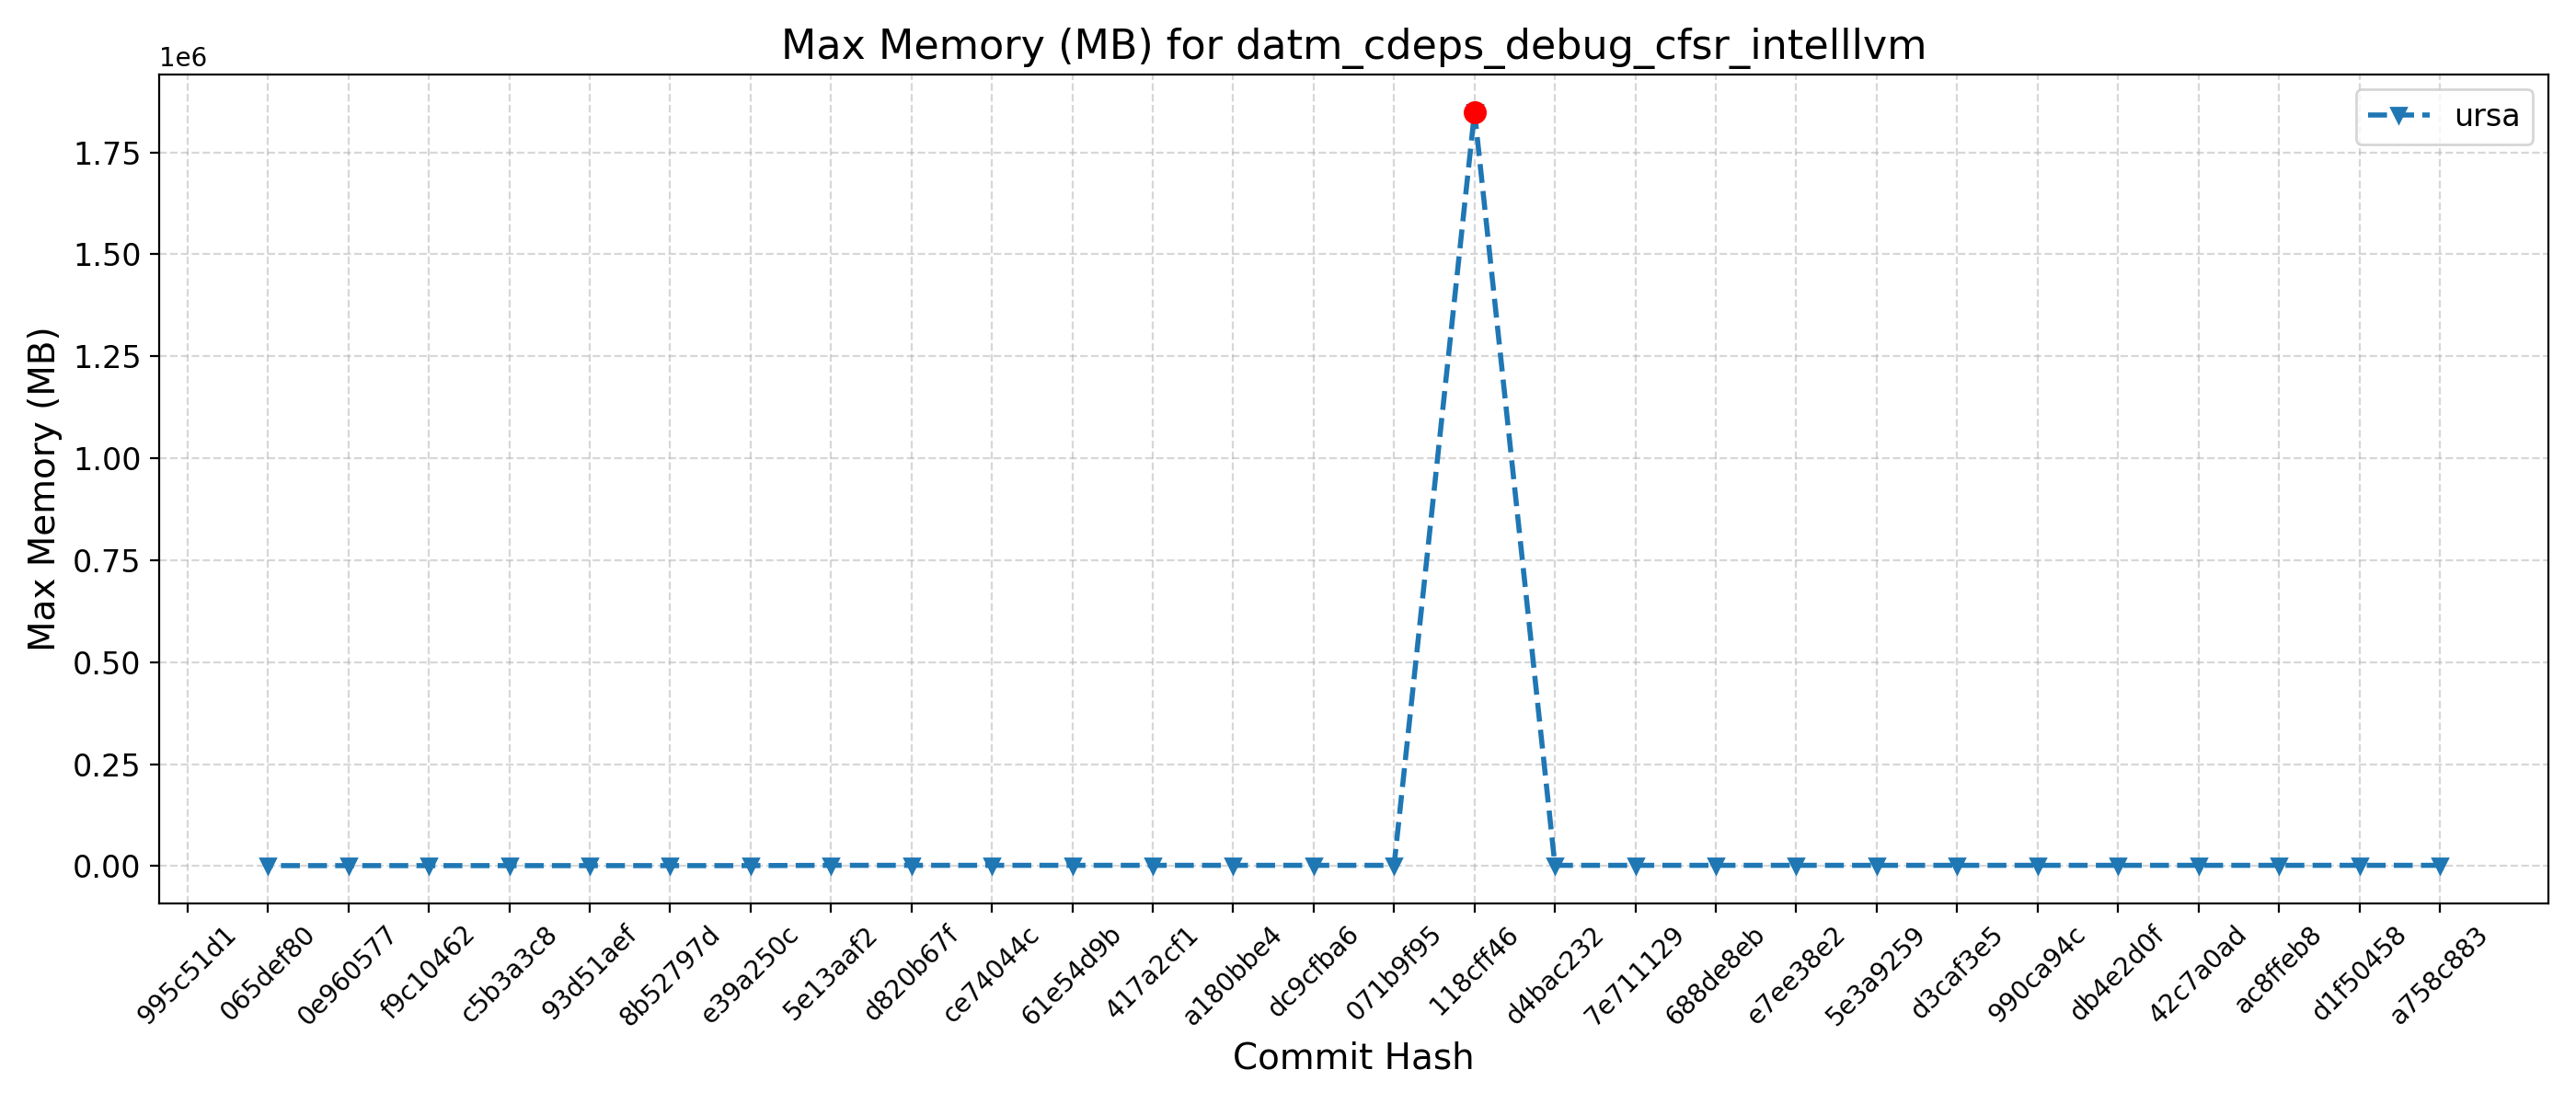 Max Memory (MB) for datm_cdeps_debug_cfsr_intelllvm
1e6
ursa
Max Memory (MB)
1.75
1.50
1.25
1.00
0.75
0.50
0.25
0.00
995c51d1
065def80
0e960577
f9c10462
c5b3a3c8
93d51aef
8b52797d
e39a250c
5e13aaf2
d820b67f
ce74044c
61e54d9b
417a2cf1
a180bbe4
dc9cfba6
071b9f95
118cff46
d4bac232
7e711129
688de8eb
e7ee38e2
5e3a9259
d3caf3e5
990ca94c
db4e2d0f
42c7a0ad
ac8ffeb8
d1f50458
a758c883
Commit Hash